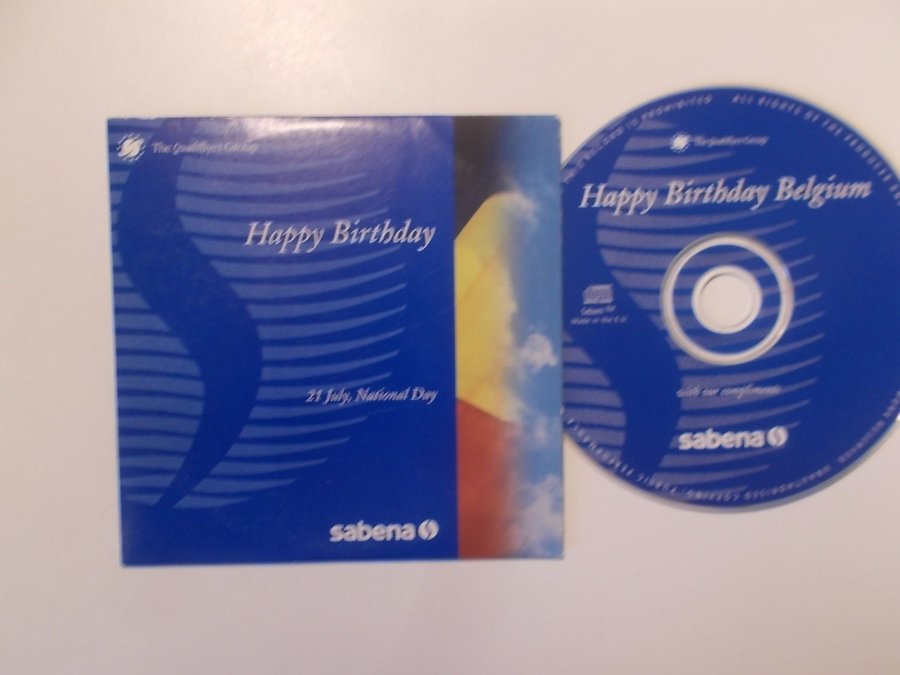 The Qualiflyer Group
Happy Birthday
21 July, National Day
sabena
ALL RIGHTS OF THE PRODUCER
The Qualiflyer Group
Happy Birthday Belgium
with our compliments
sabena